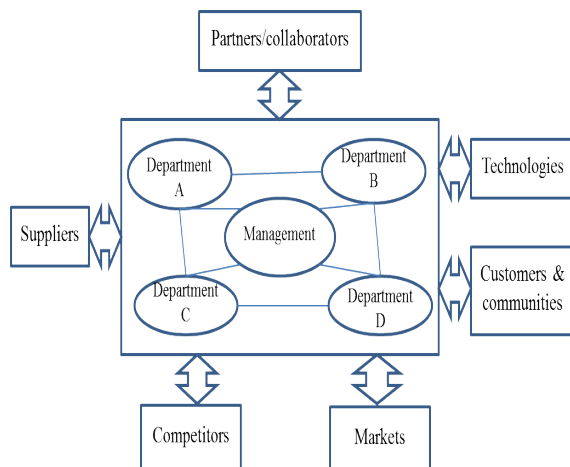 Partners/collaborators
Department
A
Department
B
Technologies
Suppliers
Management
Customers &
communities
Department
C
Department
D
Competitors
Markets